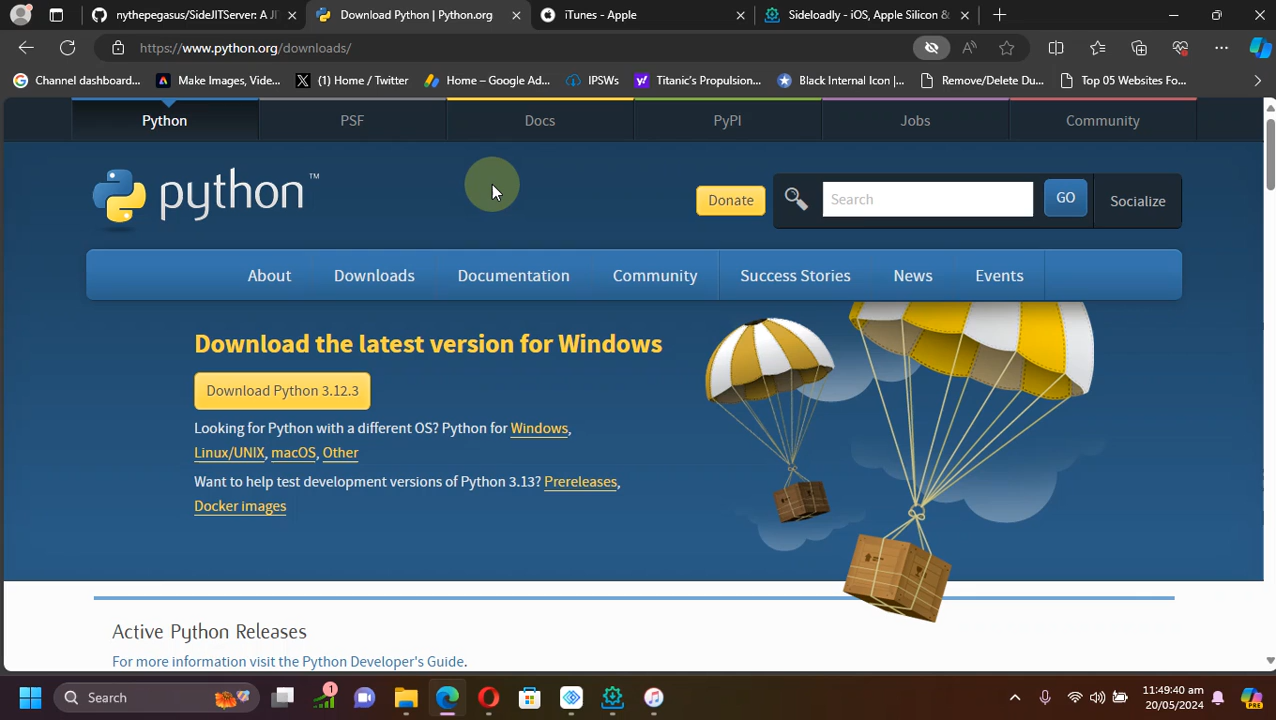 nythepegasus/SideJITServer: A JI
Download Python | Python.org
iTunes - Apple
Sideloadly - iOS, Apple Silicon &
https://www.python.org/downloads/
Channel dashboard...
Make Images, Vide...
(1) Home / Twitter
Home – Google Ad...
IPSWs
Titanic's Propulsion...
Black Internal Icon |...
Remove/Delete Du...
Top 05 Websites Fo...
Python
PSF
Docs
PyPI
Jobs
Community
python™
Donate
Search
GO
Socialize
About
Downloads
Documentation
Community
Success Stories
News
Events
Download the latest version for Windows
Download Python 3.12.3
Looking for Python with a different OS? Python for Windows,
Linux/UNIX, macOS, Other
Want to help test development versions of Python 3.13? Prereleases,
Docker images
Active Python Releases
For more information visit the Python Developer's Guide.
Search
1
11:49:40 am
20/05/2024
PRE